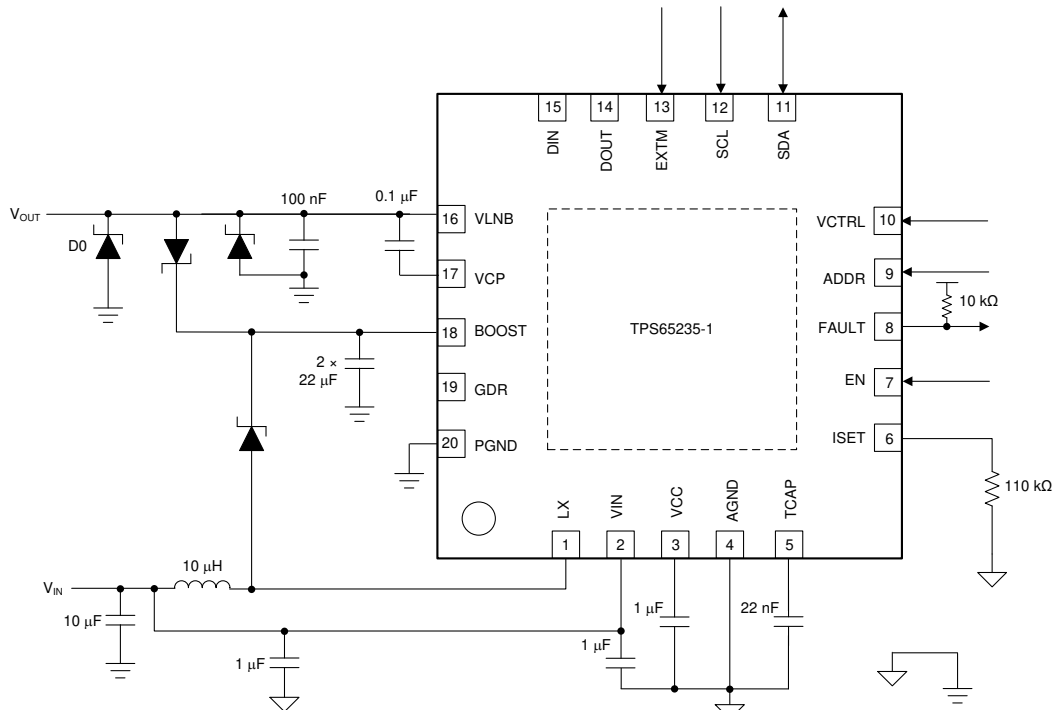 15
14
13
12
11
DIN
DOUT
EXTM
SCL
SDA
100 nF
0.1 μF
VOUT
D0
16
VLNB
VCTRL
10
17
VCP
ADDR
9
10 kΩ
18
BOOST
TPS65235-1
FAULT
8
2 ×
22 μF
19
GDR
EN
7
20
PGND
ISET
6
110 kΩ
LX
VIN
VCC
AGND
TCAP
1
2
3
4
5
VIN
10 μH
10 μF
1 μF
1 μF
1 μF
22 nF